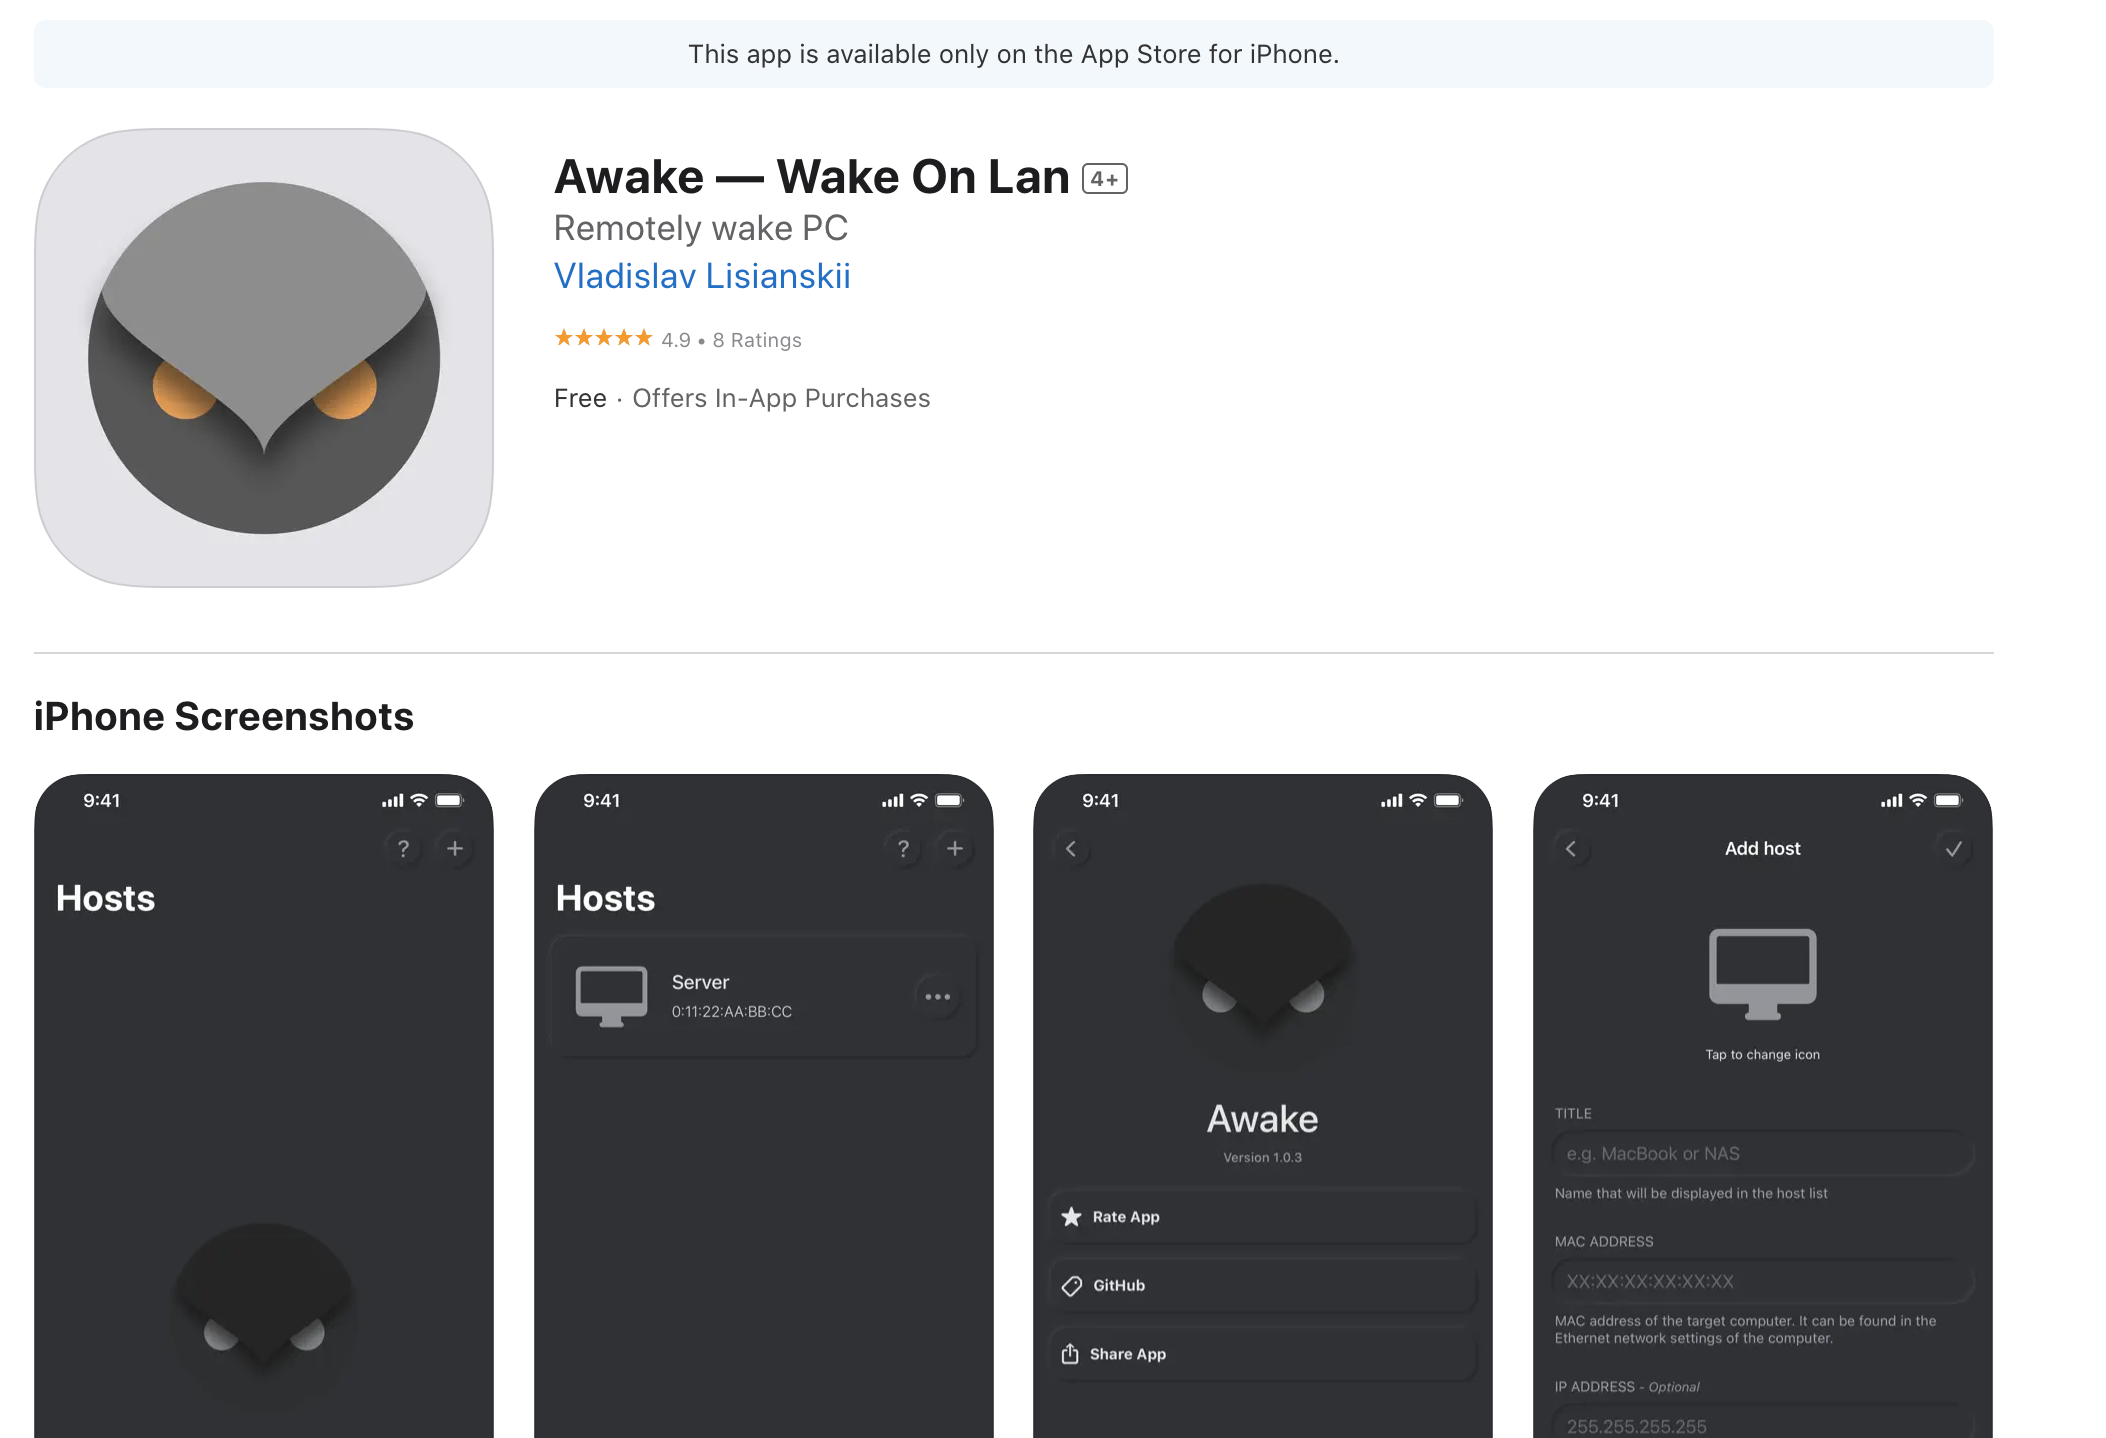 This app is available only on the App Store for iPhone.
Awake — Wake On Lan 4+
Remotely wake PC
Vladislav Lisianskii
★★★★★ 4.9 • 8 Ratings
Free · Offers In-App Purchases
iPhone Screenshots
9:41
? +
Hosts
9:41
? +
Hosts
Server
0:11:22:AA:BB:CC
9:41
Awake
Version 1.0.3
Rate App
GitHub
Share App
9:41
Add host
Tap to change icon
TITLE
e.g. MacBook or NAS
Name that will be displayed in the host list
MAC ADDRESS
XX:XX:XX:XX:XX:XX
MAC address of the target computer. It can be found in the
Ethernet network settings of the computer.
IP ADDRESS - Optional
255.255.255.255